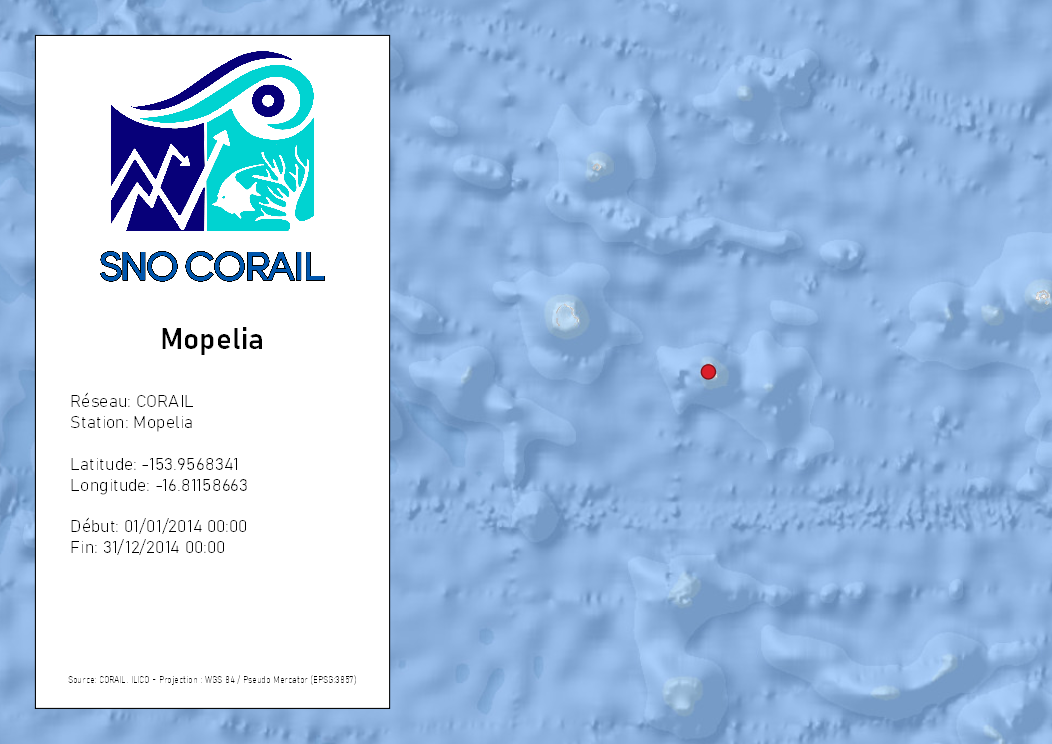 SNO CORAIL
Mopelia
Réseau: CORAIL
Station: Mopelia
Latitude: -153.9568341
Longitude: -16.81158663
Début: 01/01/2014 00:00
Fin: 31/12/2014 00:00
Source: CORAIL, ILICO - Projection : WGS 84 / Pseudo Mercator (EPSG:3857)